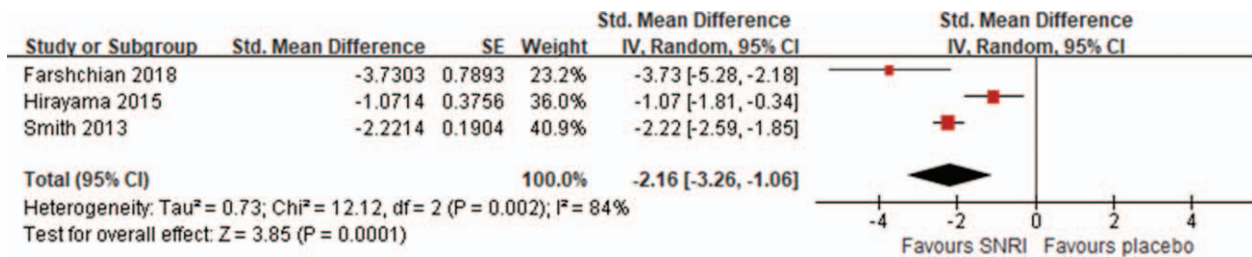 Std. Mean Difference Std. Mean Difference
Study or Subgroup Std. Mean Difference SE Weight IV, Random, 95% CI IV, Random, 95% CI
Farshchian 2018 -3.7303 0.7893 23.2% -3.73 [-5.28, -2.18]
Hirayama 2015 -1.0714 0.3756 36.0% -1.07 [-1.81, -0.34]
Smith 2013 -2.2214 0.1904 40.9% -2.22 [-2.59, -1.85]
Total (95% CI) 100.0% -2.16 [-3.26, -1.06]
Heterogeneity: Tau² = 0.73; Chi² = 12.12, df = 2 (P = 0.002); I² = 84%
Test for overall effect: Z = 3.85 (P = 0.0001)
-4 -2 0 2 4
Favours SNRI Favours placebo